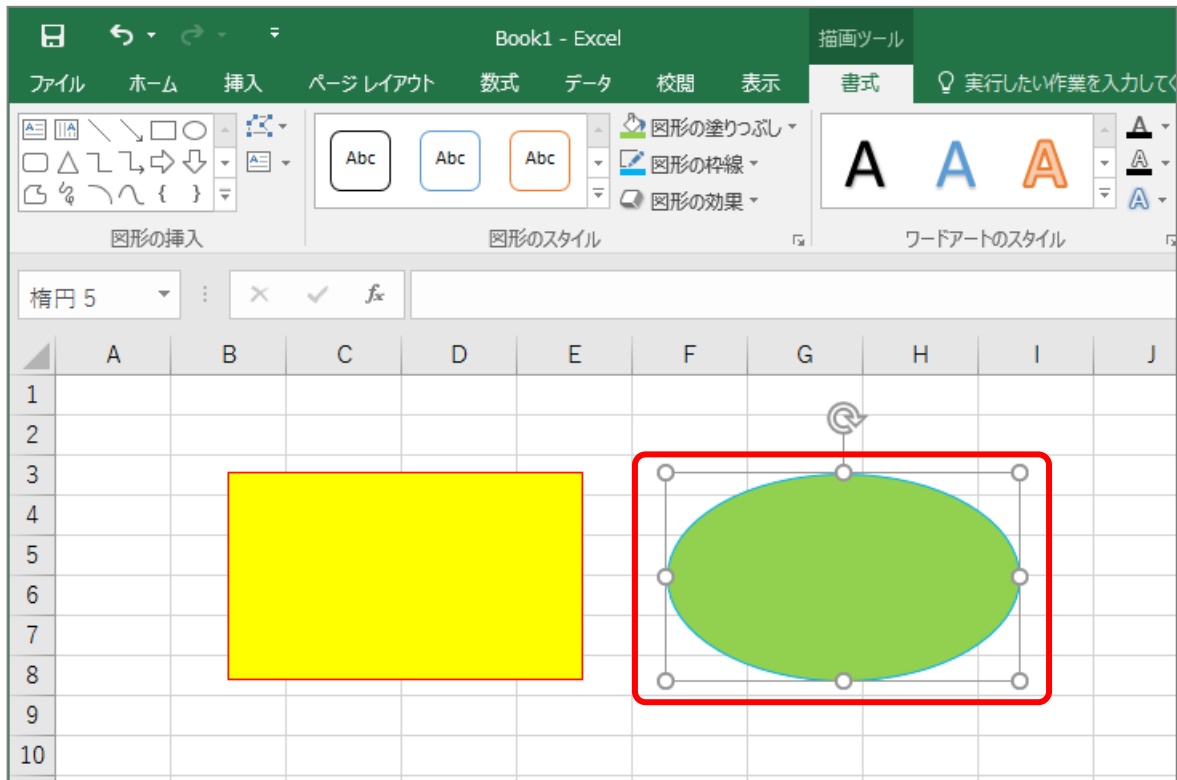 Book1 - Excel
描画ツール
ファイル ホーム 挿入 ページ レイアウト 数式 データ 校閲 表示 書式 実行したい作業を入力してく
Abc Abc Abc
図形の塗りつぶし
図形の枠線
図形の効果
A A A
A
A
A
図形の挿入 図形のスタイル ワードアートのスタイル
楕円 5 fx
A B C D E F G H I J
1
2
3
4
5
6
7
8
9
10